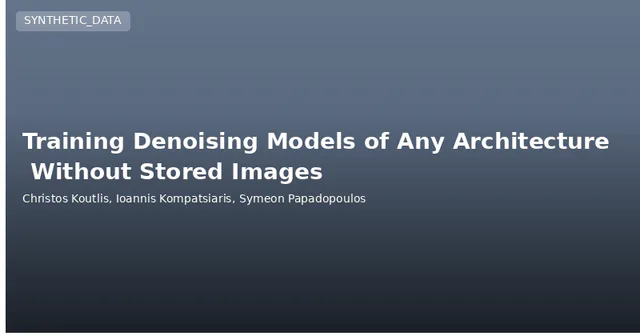 SYNTHETIC_DATA
Training Denoising Models of Any Architecture
Without Stored Images
Christos Koutlis, Ioannis Kompatsiaris, Symeon Papadopoulos